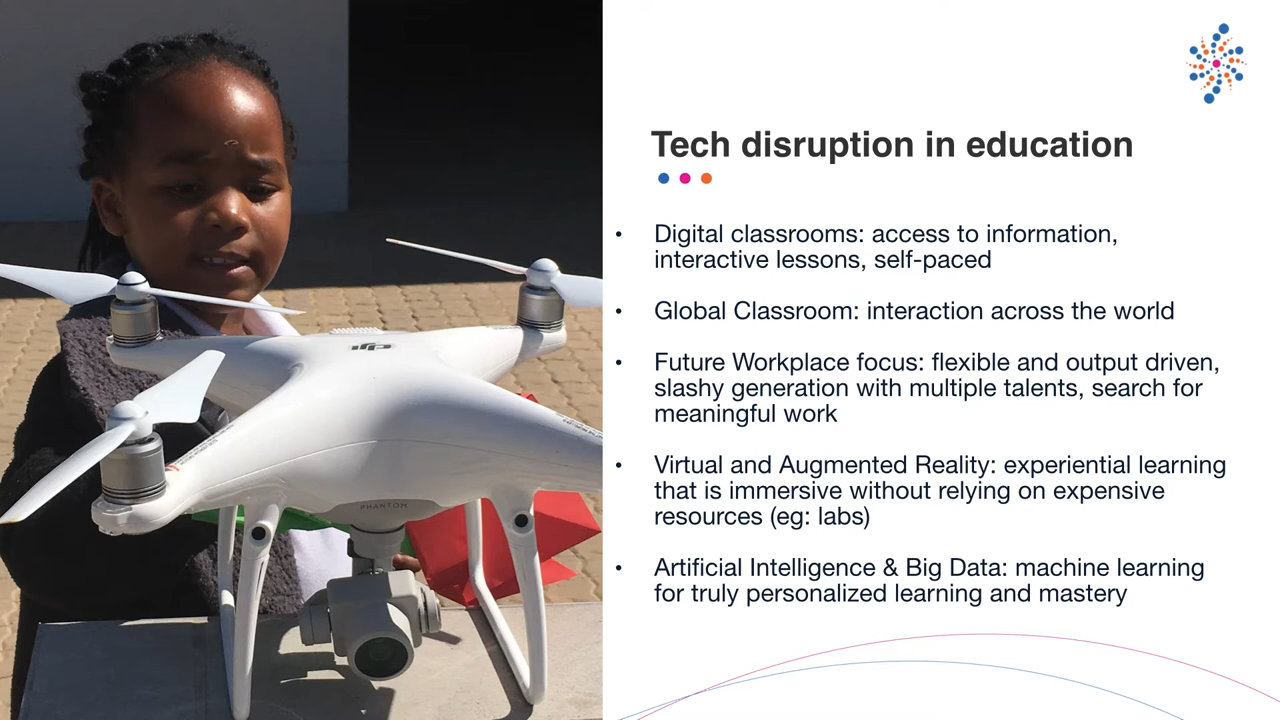 Tech disruption in education
• Digital classrooms: access to information,
interactive lessons, self-paced
• Global Classroom: interaction across the world
• Future Workplace focus: flexible and output driven,
slashy generation with multiple talents, search for
meaningful work
• Virtual and Augmented Reality: experiential learning
that is immersive without relying on expensive
resources (eg: labs)
• Artificial Intelligence & Big Data: machine learning
for truly personalized learning and mastery
dji
PHANTOM